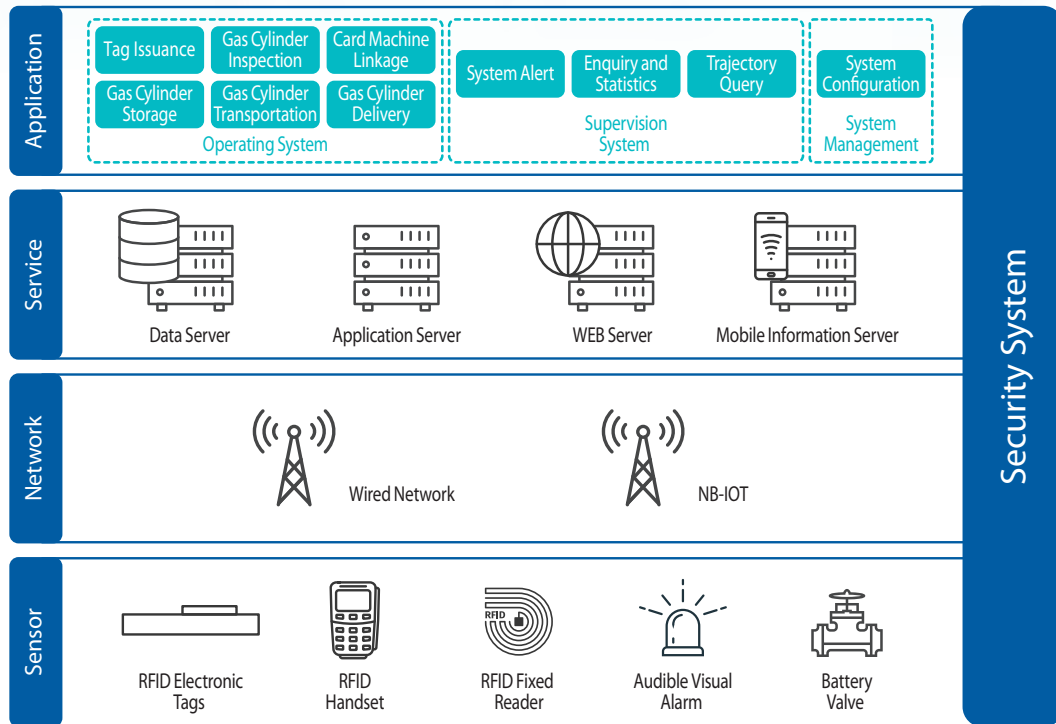 Application
Tag Issuance
Gas Cylinder
Inspection
Card Machine
Linkage
Gas Cylinder
Storage
Gas Cylinder
Transportation
Gas Cylinder
Delivery
Operating System
System Alert
Enquiry and
Statistics
Trajectory
Query
Supervision
System
System
Configuration
System
Management
Service
Data Server
Application Server
WEB Server
Mobile Information Server
Network
Wired Network
NB-IOT
Sensor
RFID Electronic
Tags
RFID
Handset
RFID
RFID Fixed
Reader
Audible Visual
Alarm
Battery
Valve
Security System